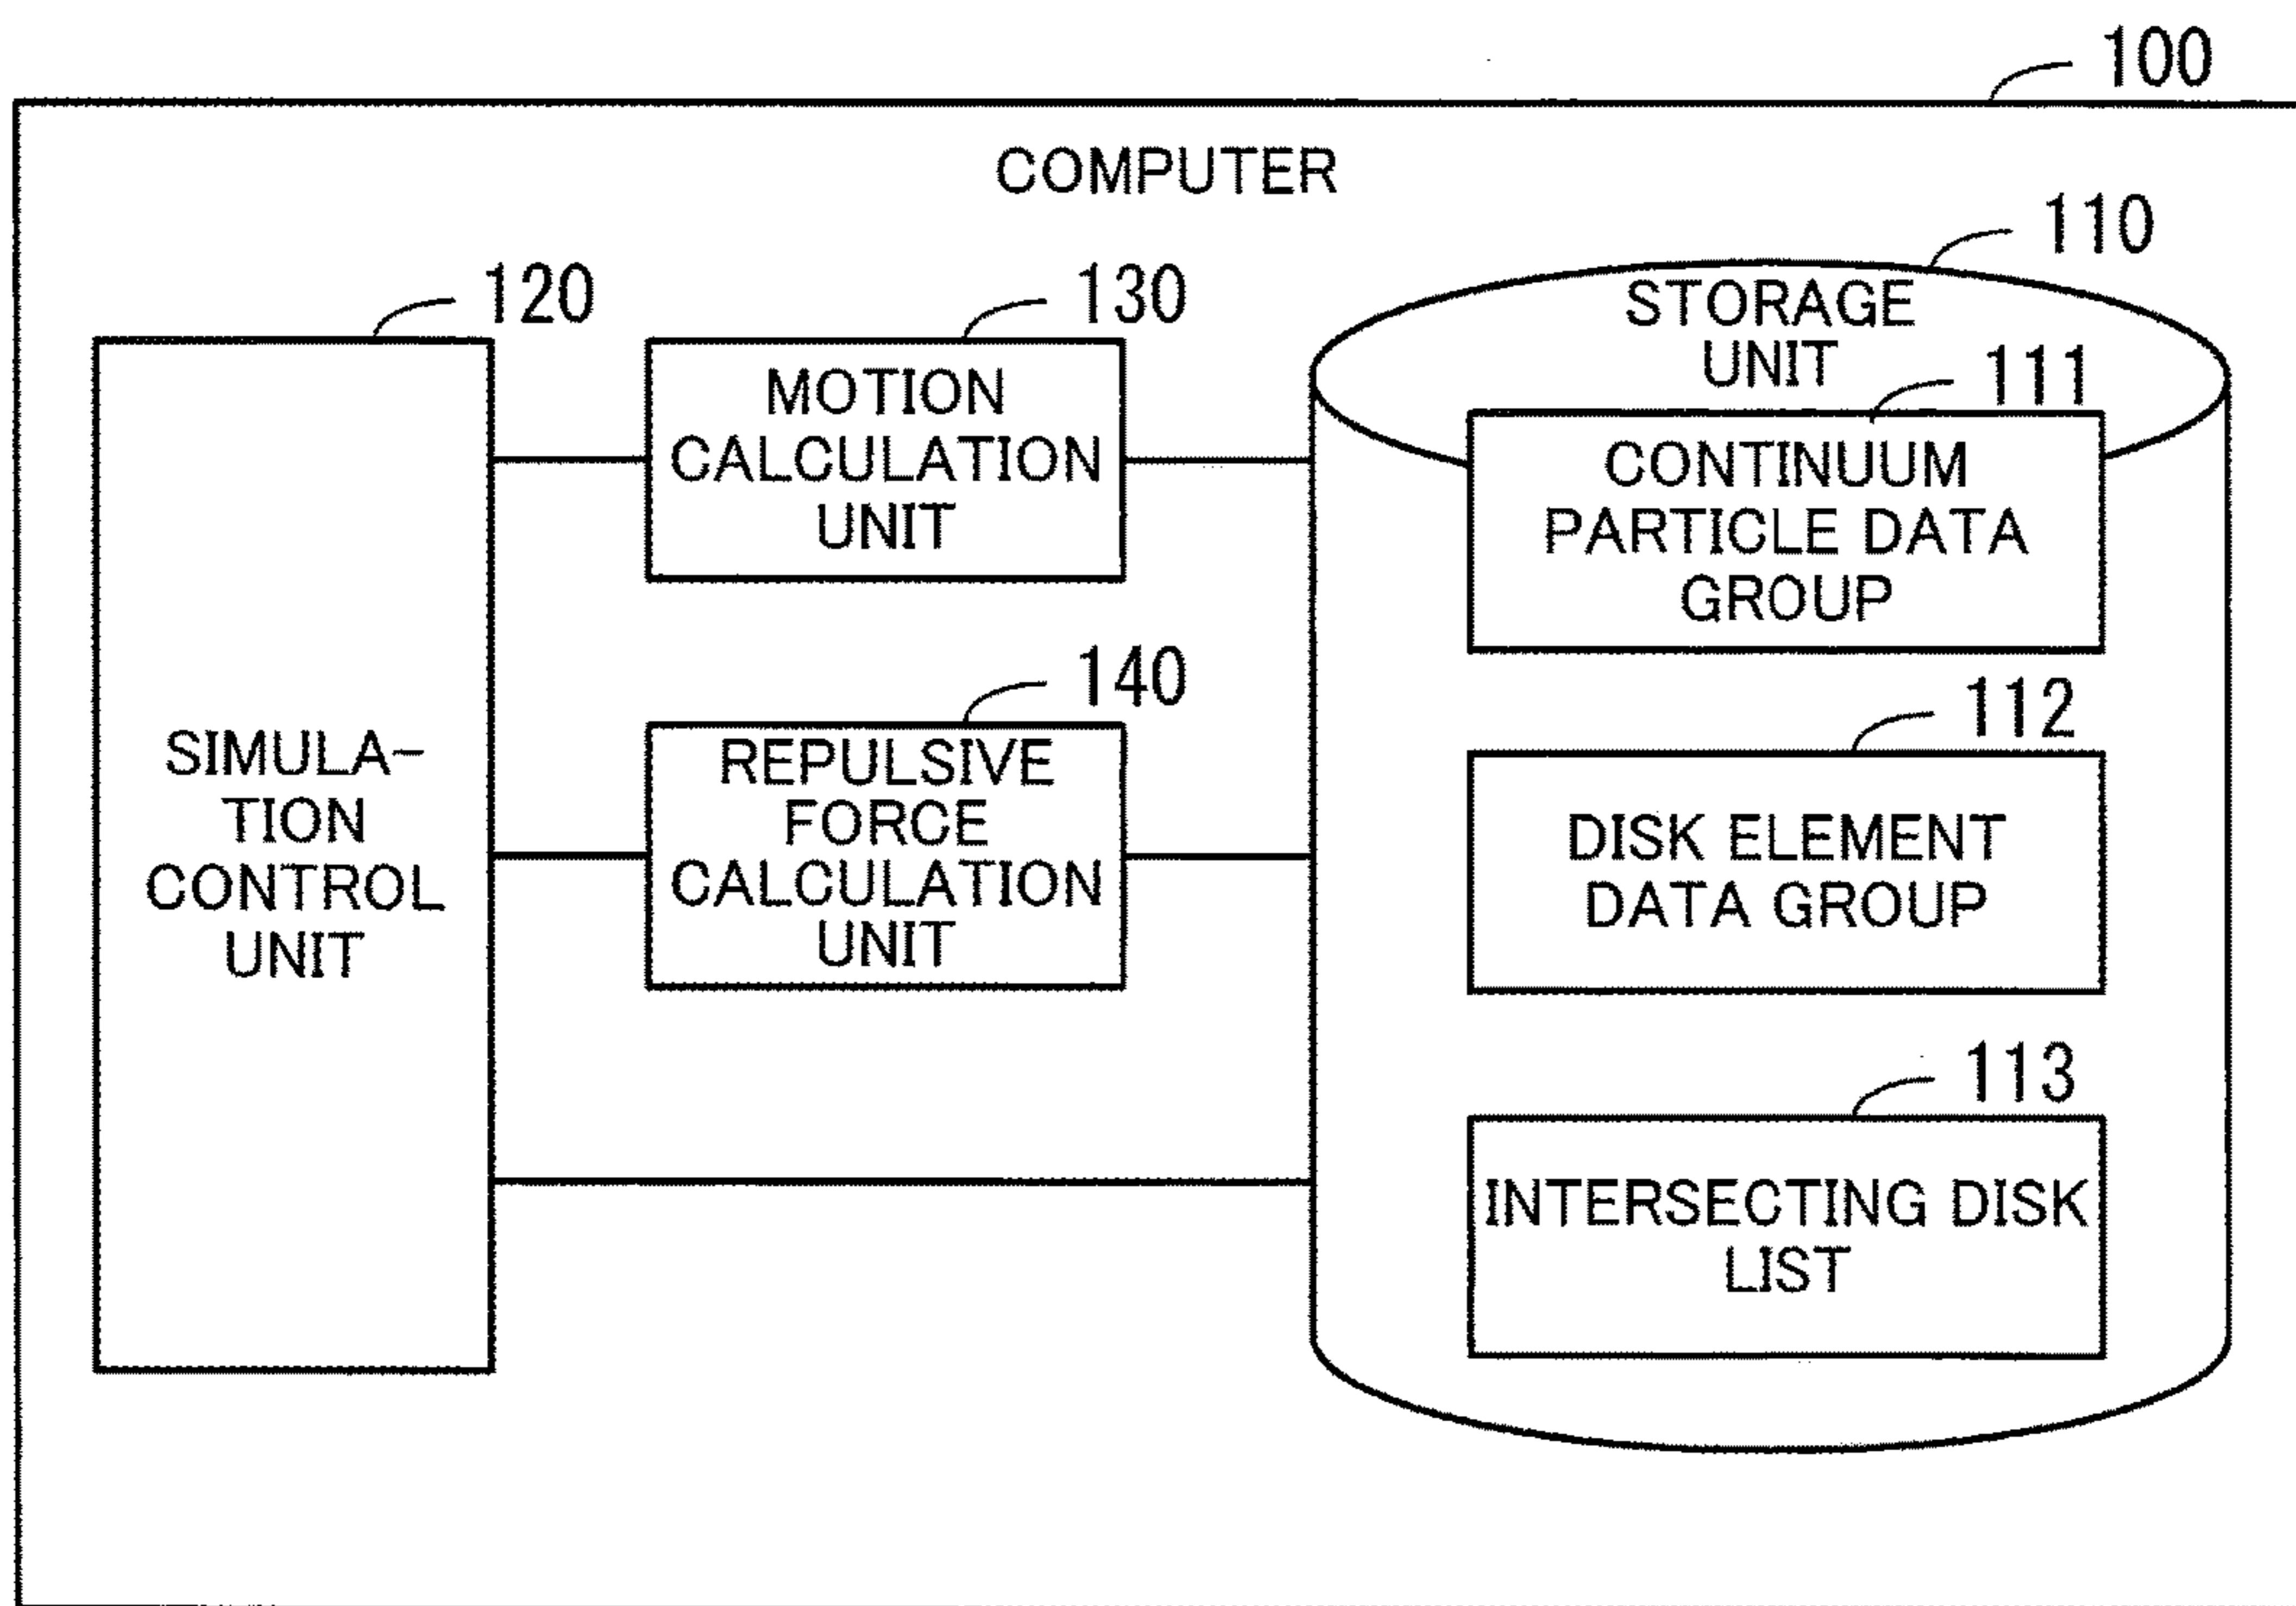 100
COMPUTER
110
STORAGE
UNIT
120
130
111
MOTION
CALCULATION
UNIT
CONTINUUM
PARTICLE DATA
GROUP
140
112
SIMULA-
TION
CONTROL
UNIT
REPULSIVE
FORCE
CALCULATION
UNIT
DISK ELEMENT
DATA GROUP
113
INTERSECTING DISK
LIST